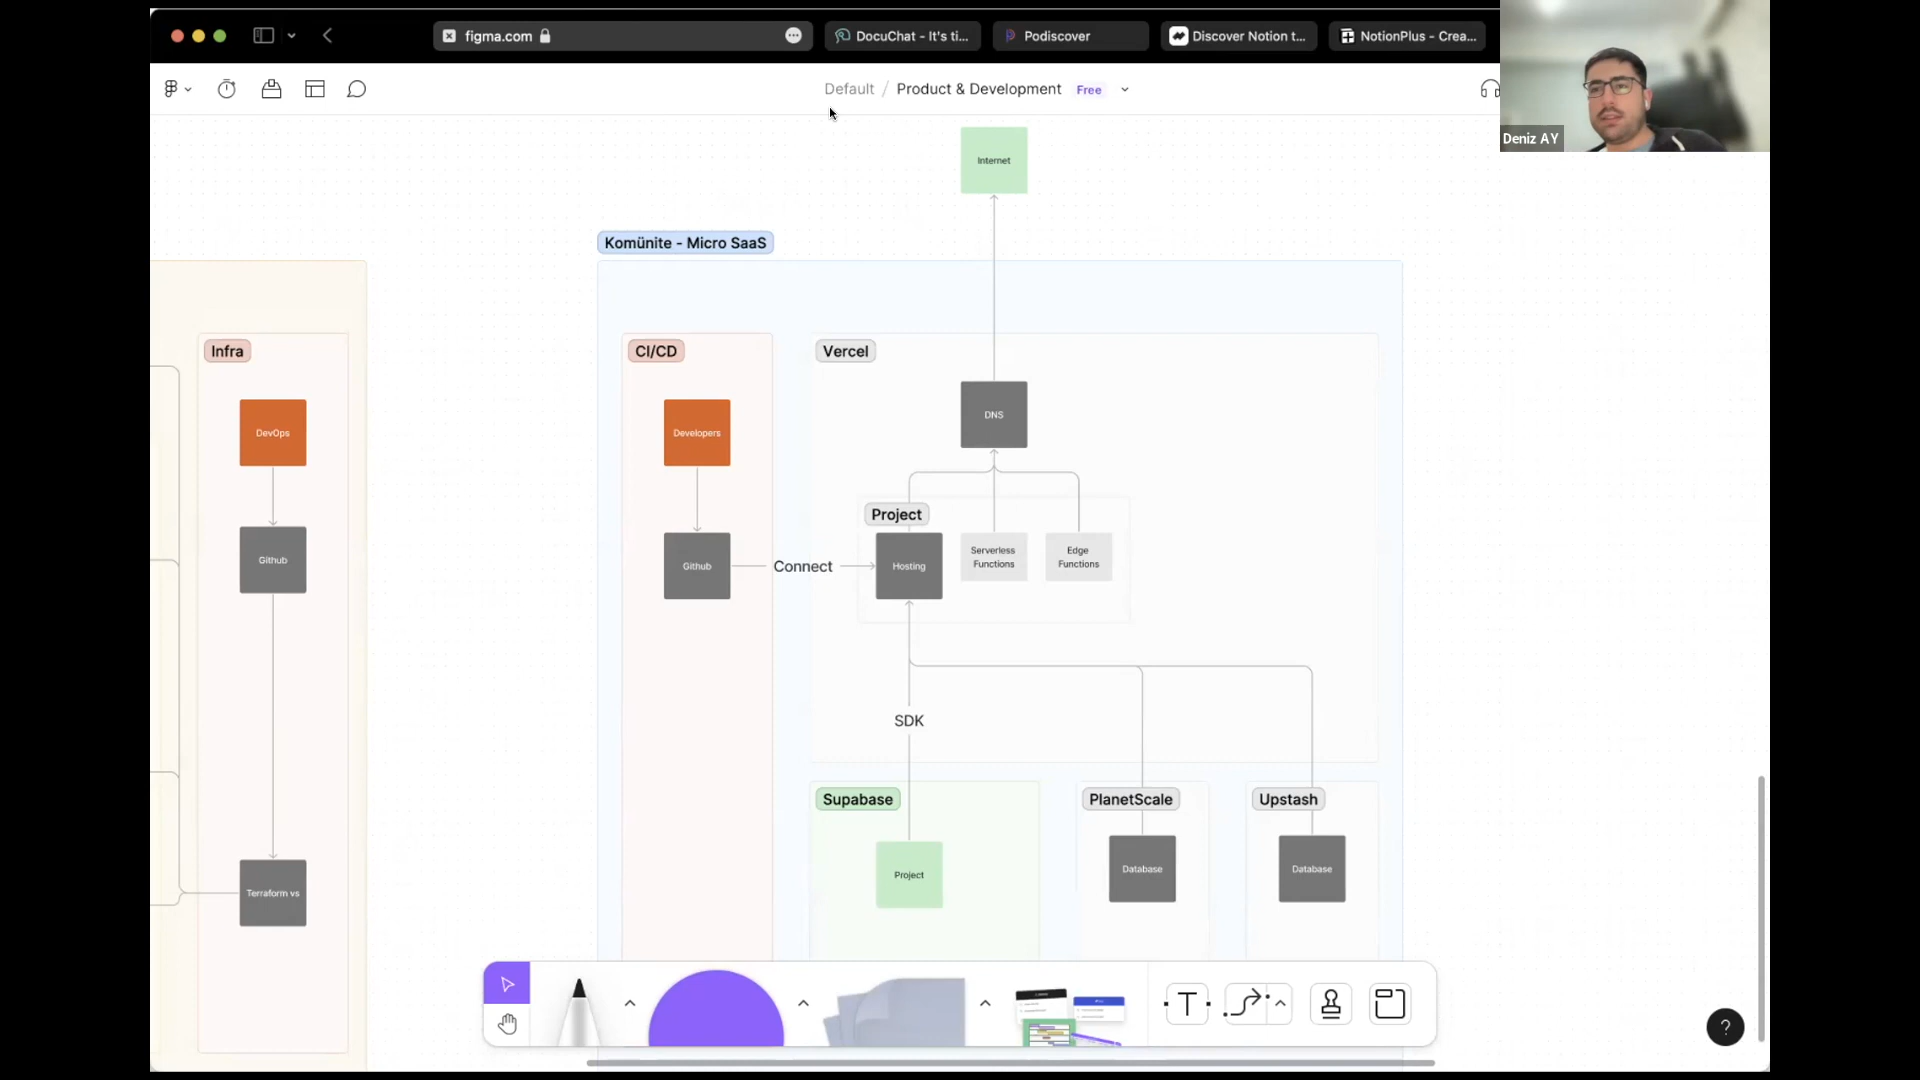 figma.com
DocuChat - It's ti...
Podiscover
Discover Notion t...
NotionPlus - Crea...
Default / Product & Development Free
Deniz AY
Internet
Komünite - Micro SaaS
Infra
CI/CD
Vercel
DevOps
Developers
DNS
Project
Github
Github
Connect
Hosting
Serverless
Functions
Edge
Functions
SDK
Supabase
PlanetScale
Upstash
Project
Database
Database
Terraform vs
T
?